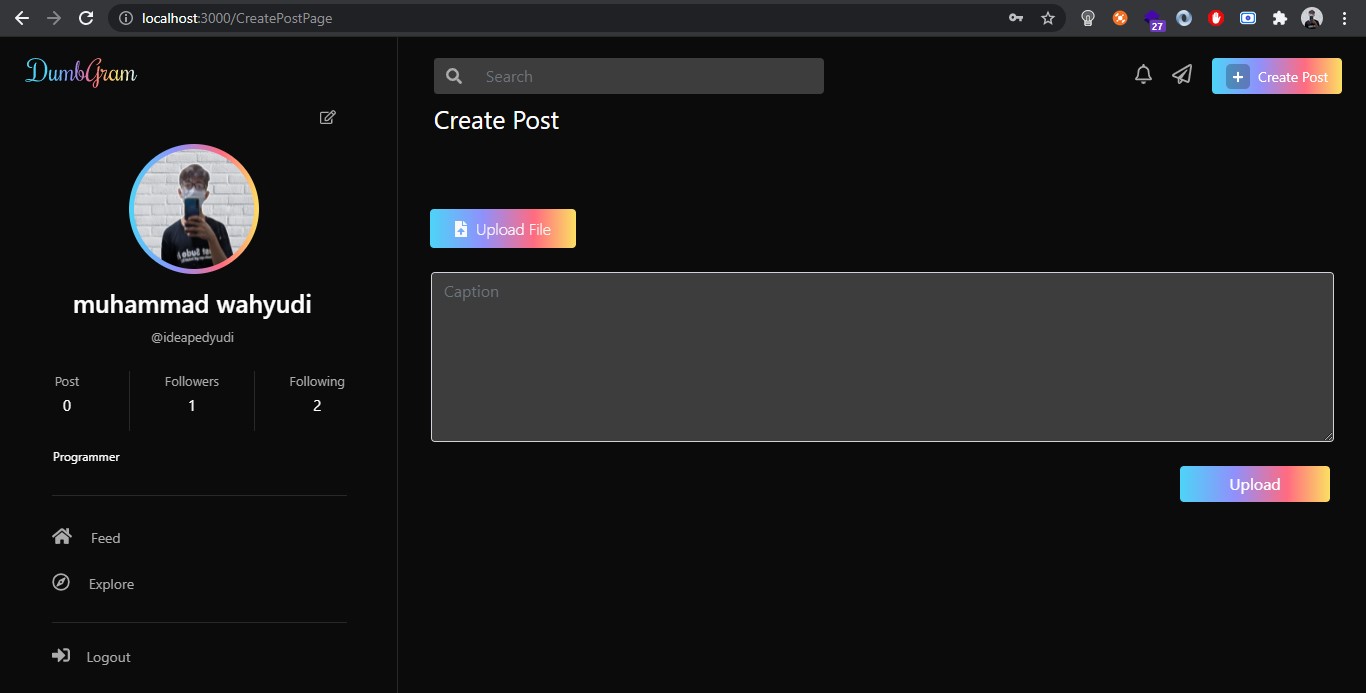 localhost:3000/CreatePostPage
27
DumbGram
Search
Create Post
Create Post
muhammad wahyudi
@ideapedyudi
Post
Followers
Following
0
1
2
Programmer
Feed
Explore
Logout
Upload File
Caption
Upload